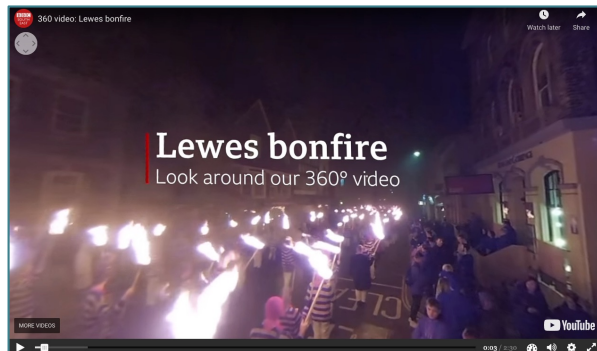 360 video: Lewes bonfire
Watch later
Share
Lewes bonfire
Look around our 360° video
MORE VIDEOS
YouTube
0:03 / 2:30